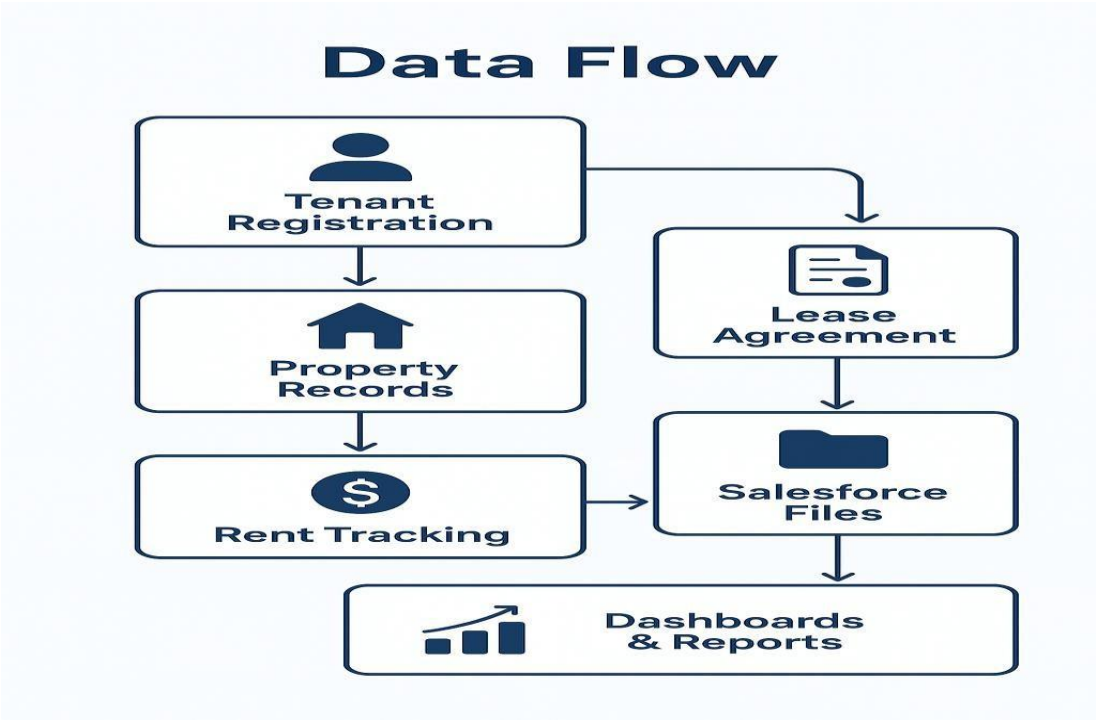 Data Flow
Tenant
Registration
Property
Records
$
Rent Tracking
Lease
Agreement
Salesforce
Files
Dashboards
& Reports